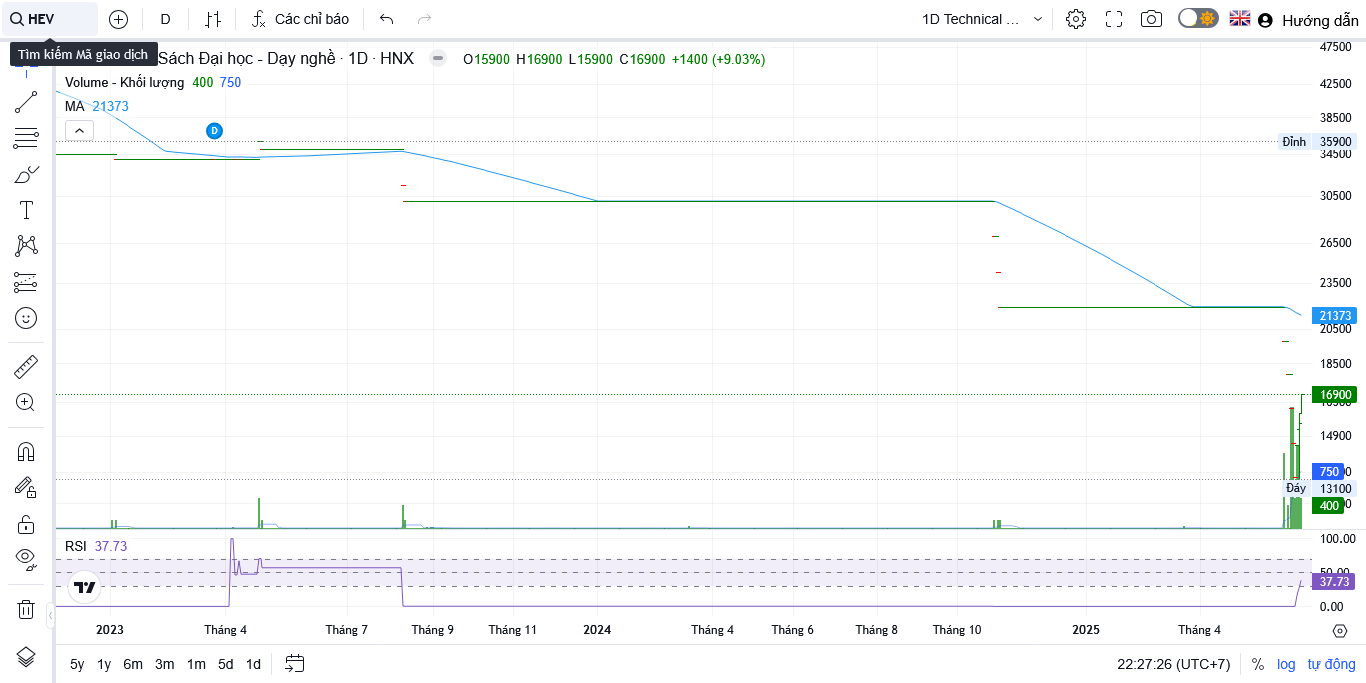 HEV
D
Các chỉ báo
1D Technical ...
Hướng dẫn
Tìm kiếm Mã giao dịch
Sách Đại học - Dạy nghề · 1D · HNX
O15900 H16900 L15900 C16900 +1400 (+9.03%)
Volume - Khối lượng 400 750
MA 21373
D
47500
42500
38500
Đỉnh 35900
34500
30500
26500
23500
21373
20500
18500
16900
14900
750
Đáy 13100
400
RSI 37.73
100.00
50.00
37.73
0.00
2023 Tháng 4 Tháng 7 Tháng 9 Tháng 11 2024 Tháng 4 Tháng 6 Tháng 8 Tháng 10 2025 Tháng 4
5y 1y 6m 3m 1m 5d 1d
22:27:26 (UTC+7) % log tự động